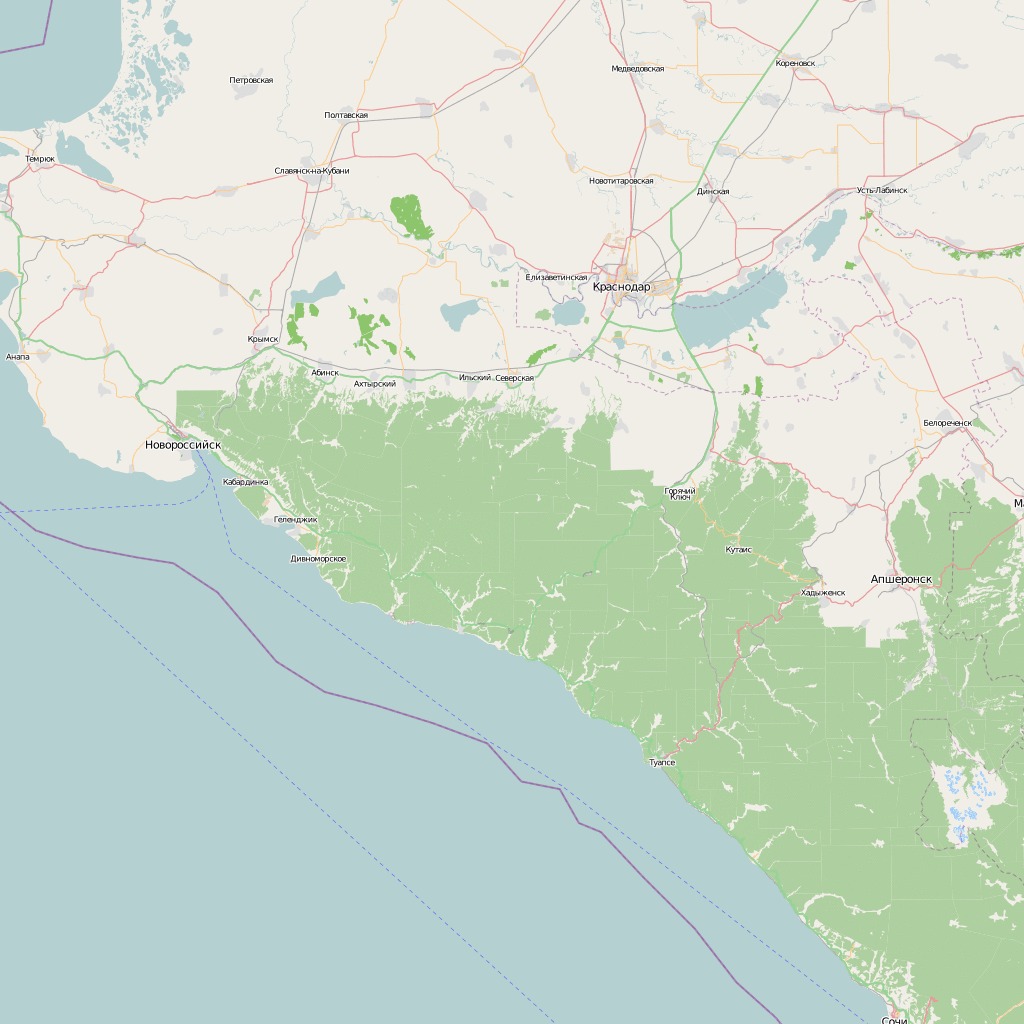 Кореновск
Медведовская
Петровская
Полтавская
Темрюк
Славянск-на-Кубани
Новотитаровская
Динская
Усть-Лабинск
Елизаветинская
Краснодар
Крымск
Анапа
Абинск
Ахтырский
Ильский
Северская
Белореченск
Новороссийск
Кабардинка
Горячий
Ключ
Геленджик
Кутаис
Дивноморское
Апшеронск
Хадыженск
Туапсе
Сочи